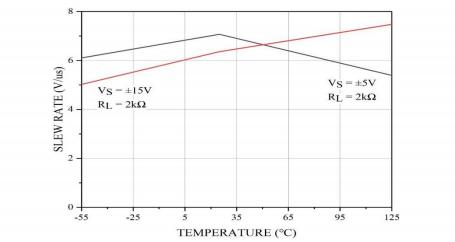 8
6
4
2
0
SLEW RATE (V/us)
VS = ±15V
RL = 2kΩ
VS = ±5V
RL = 2kΩ
-55 -25 5 35 65 95 125
TEMPERATURE (°C)